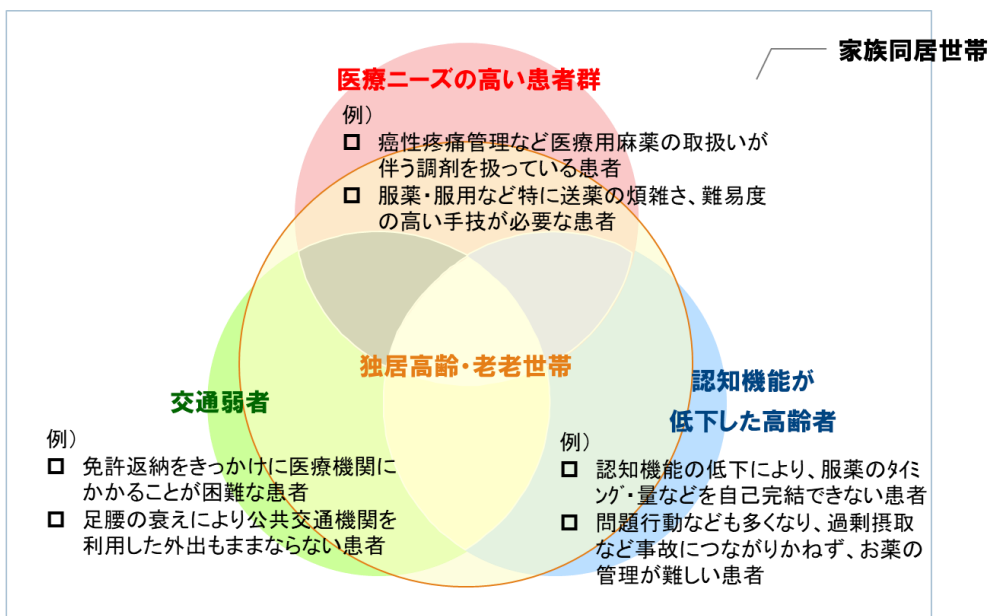 家族同居世帯
医療ニーズの高い患者群
例）
癌性疼痛管理など医療用麻薬の取扱いが
伴う調剤を扱っている患者
服薬・服用など特に送薬の煩雑さ、難易度
の高い手技が必要な患者
独居高齢・老老世帯
交通弱者
例）
免許返納をきっかけに医療機関に
かかることが困難な患者
足腰の衰えにより公共交通機関を
利用した外出もままならない患者
認知機能が
低下した高齢者
例）
認知機能の低下により、服薬のﾀｲﾐ
ﾝｸﾞ・量などを自己完結できない患者
問題行動なども多くなり、過剰摂取
など事故につながりかねず、お薬の
管理が難しい患者